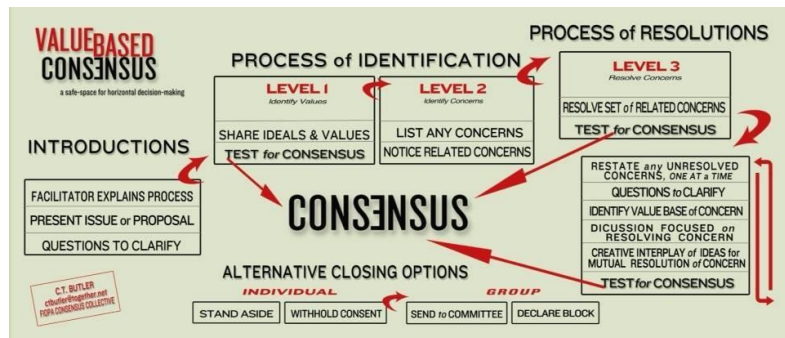 VALUE BASED
CONSƎNSUS
a safe-space for horizontal decision-making
INTRODUCTIONS
FACILITATOR EXPLAINS PROCESS
PRESENT ISSUE or PROPOSAL
QUESTIONS TO CLARIFY
PROCESS of IDENTIFICATION
LEVEL 1
Identify Values
SHARE IDEALS & VALUES
TEST for CONSENSUS
LEVEL 2
Identify Concerns
LIST ANY CONCERNS
NOTICE RELATED CONCERNS
PROCESS of RESOLUTIONS
LEVEL 3
Resolve Concerns
RESOLVE SET of RELATED CONCERNS
TEST for CONSENSUS
RESTATE any UNRESOLVED
CONCERNS, ONE AT a TIME
QUESTIONS to CLARIFY
IDENTIFY VALUE BASE of CONCERN
DICUSSION FOCUSED on
RESOLVING CONCERN
CREATIVE INTERPLAY of IDEAS for
MUTUAL RESOLUTION of CONCERN
TEST for CONSENSUS
CONSƎNSUS
ALTERNATIVE CLOSING OPTIONS
INDIVIDUAL
STAND ASIDE
WITHHOLD CONSENT
GROUP
SEND to COMMITTEE
DECLARE BLOCK
C.T. BUTLER
ctbutler@together.net
FIOPA CONSENSUS COLLECTIVE